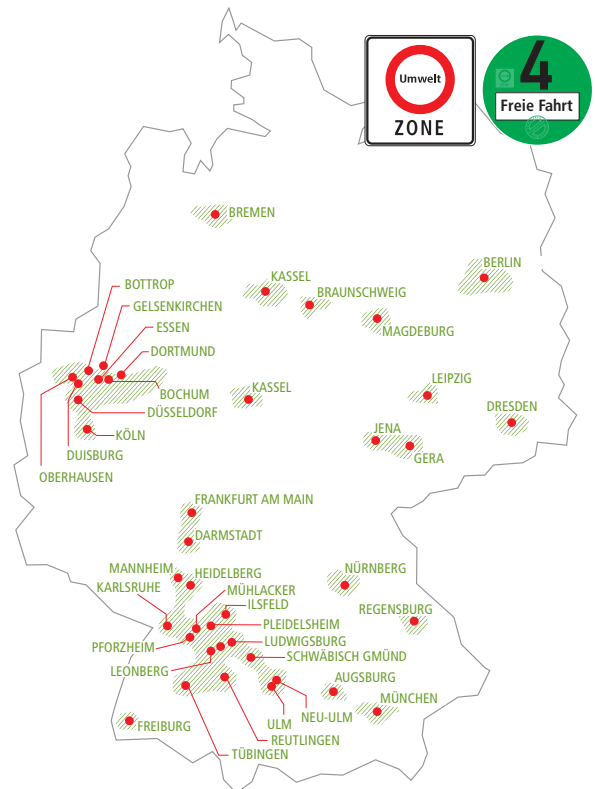 Umwelt
ZONE
4
Freie Fahrt
BREMEN
BERLIN
KASSEL
BRAUNSCHWEIG
MAGDEBURG
BOTTROP
GELSENKIRCHEN
ESSEN
DORTMUND
BOCHUM
DÜSSELDORF
KÖLN
DUISBURG
OBERHAUSEN
KASSEL
LEIPZIG
DRESDEN
JENA
GERA
FRANKFURT AM MAIN
DARMSTADT
MANNHEIM
HEIDELBERG
KARLSRUHE
MÜHLACKER
ILSFELD
PLEIDELSHEIM
PFORZHEIM
LUDWIGSBURG
SCHWÄBISCH GMÜND
LEONBERG
NÜRNBERG
REGENSBURG
AUGSBURG
MÜNCHEN
FREIBURG
ULM
NEU-ULM
REUTLINGEN
TÜBINGEN